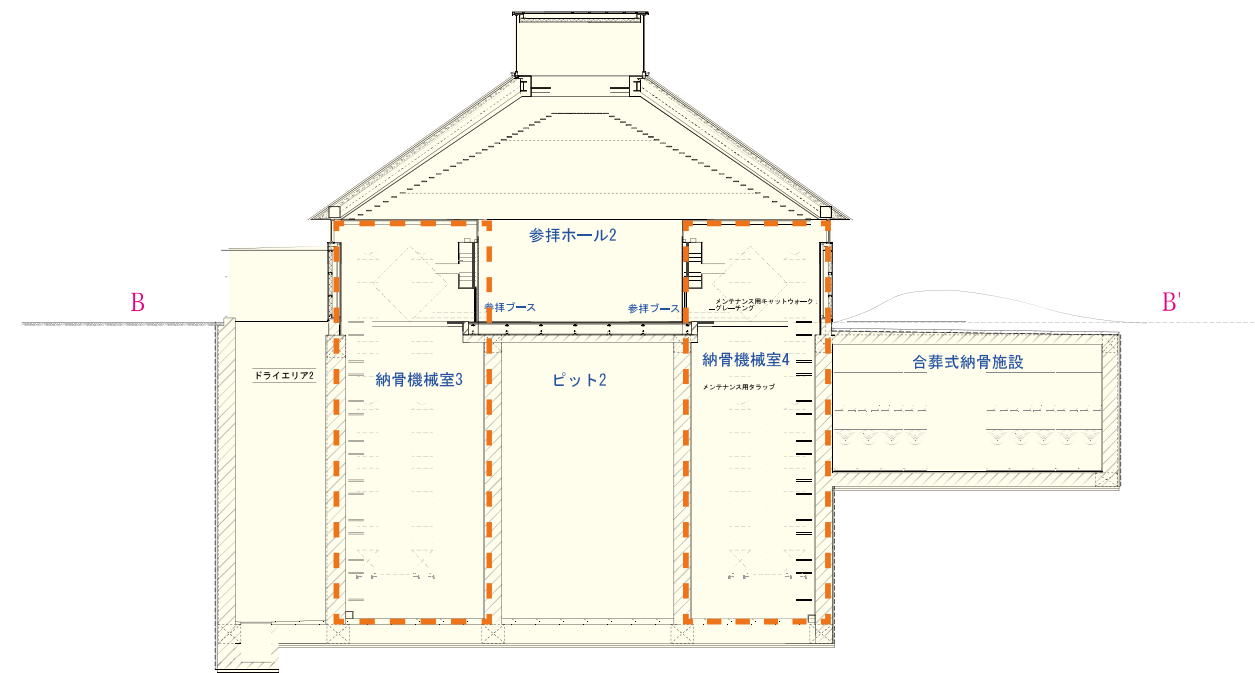 参拝ホール2
参拝ブース
参拝ブース
メンテナンス用キャットウォーク：
グレーチング
B
B'
ドライエリア2
納骨機械室3
ピット2
納骨機械室4
メンテナンス用タラップ
合葬式納骨施設